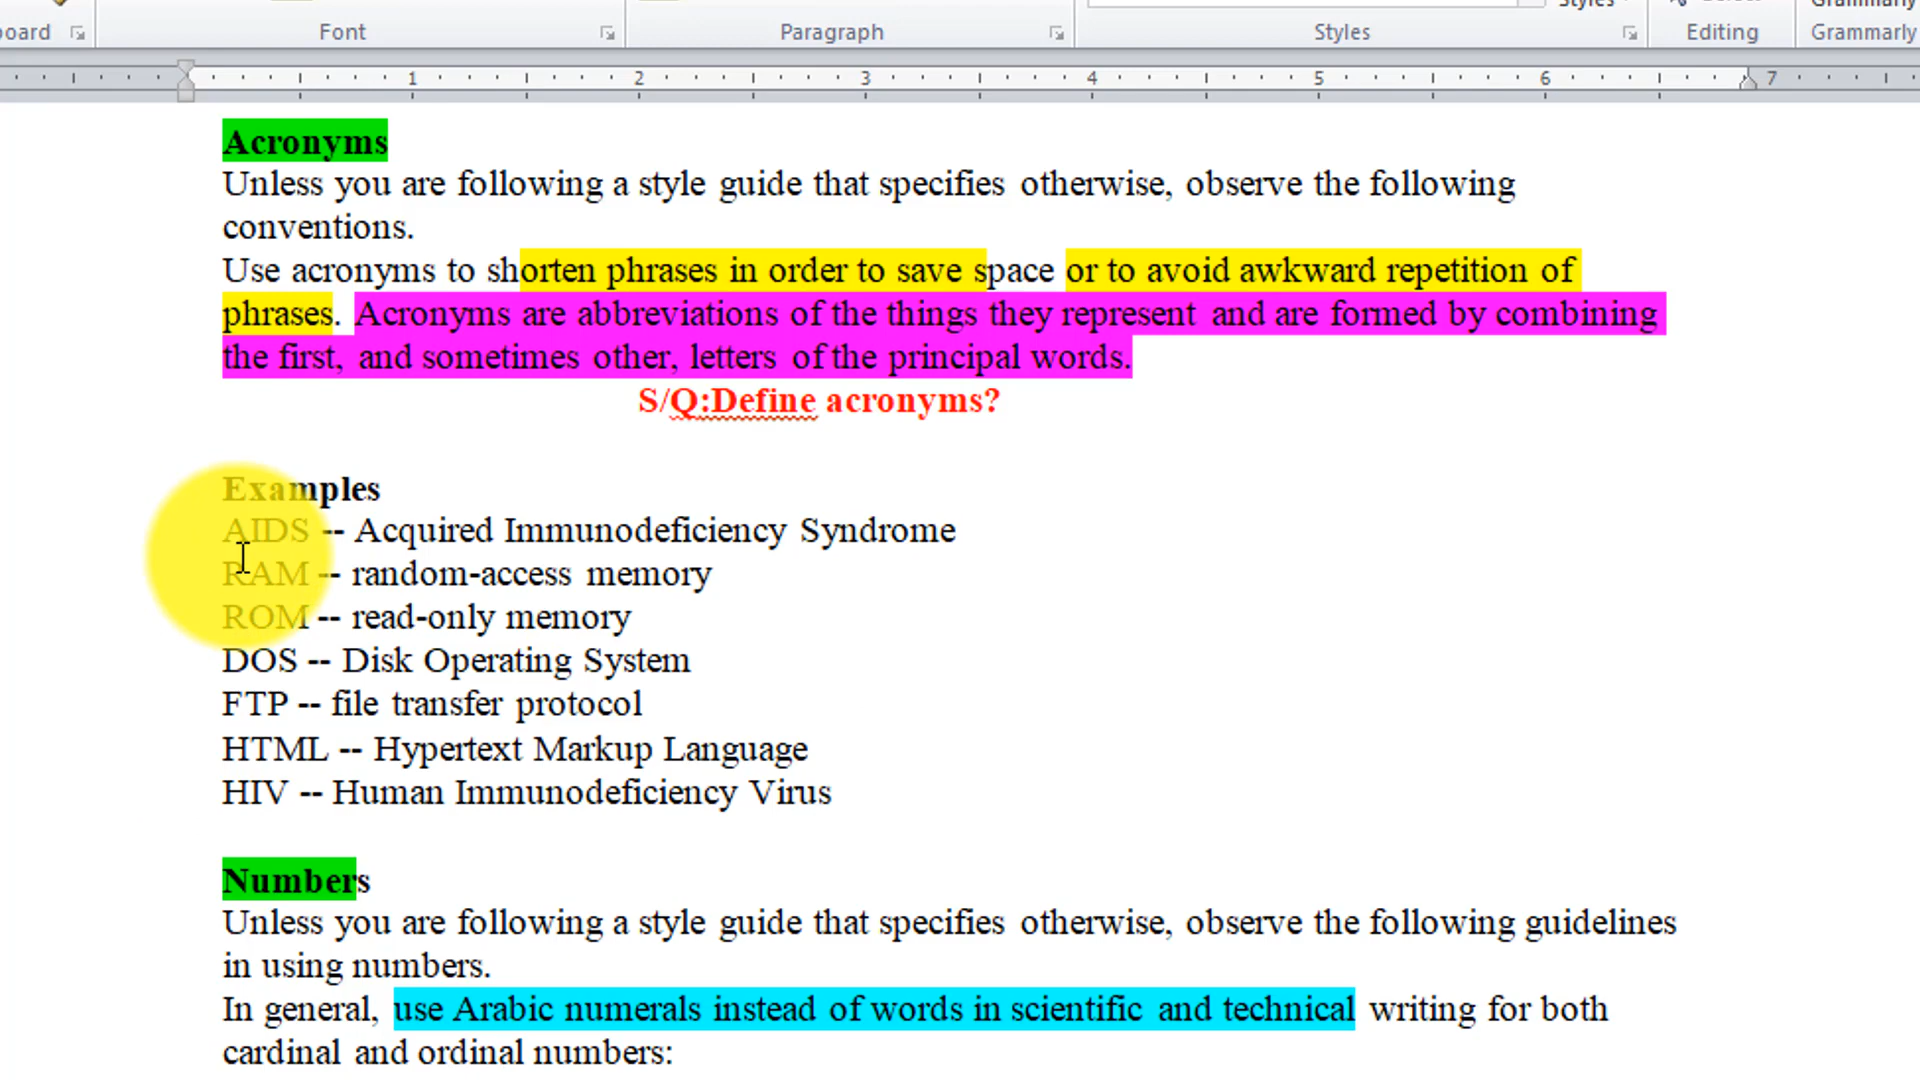 oard Font Paragraph Styles Editing Grammarly
1 2 3 4 5 6 7
Acronyms
Unless you are following a style guide that specifies otherwise, observe the following
conventions.
Use acronyms to shorten phrases in order to save space or to avoid awkward repetition of
phrases. Acronyms are abbreviations of the things they represent and are formed by combining
the first, and sometimes other, letters of the principal words.
S/Q:Define acronyms?
Examples
AIDS -- Acquired Immunodeficiency Syndrome
RAM -- random-access memory
ROM -- read-only memory
DOS -- Disk Operating System
FTP -- file transfer protocol
HTML -- Hypertext Markup Language
HIV -- Human Immunodeficiency Virus
Numbers
Unless you are following a style guide that specifies otherwise, observe the following guidelines
in using numbers.
In general, use Arabic numerals instead of words in scientific and technical writing for both
cardinal and ordinal numbers: